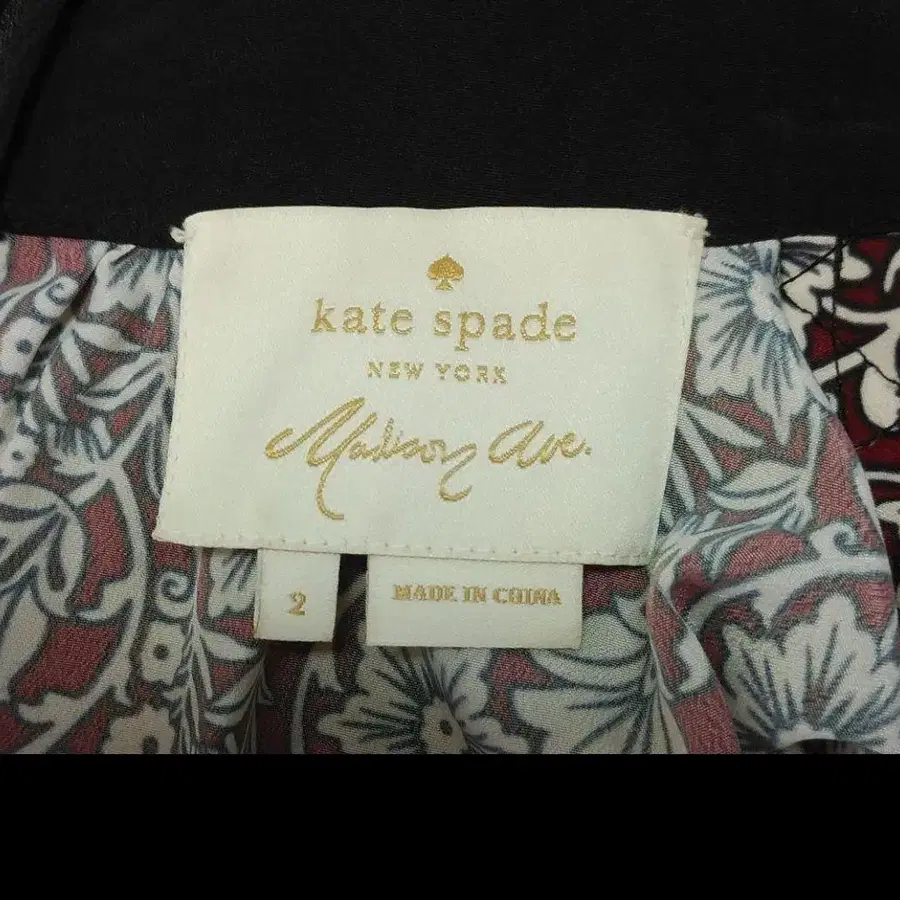 kate spade
NEW YORK
Madison Ave.
2
MADE IN CHINA